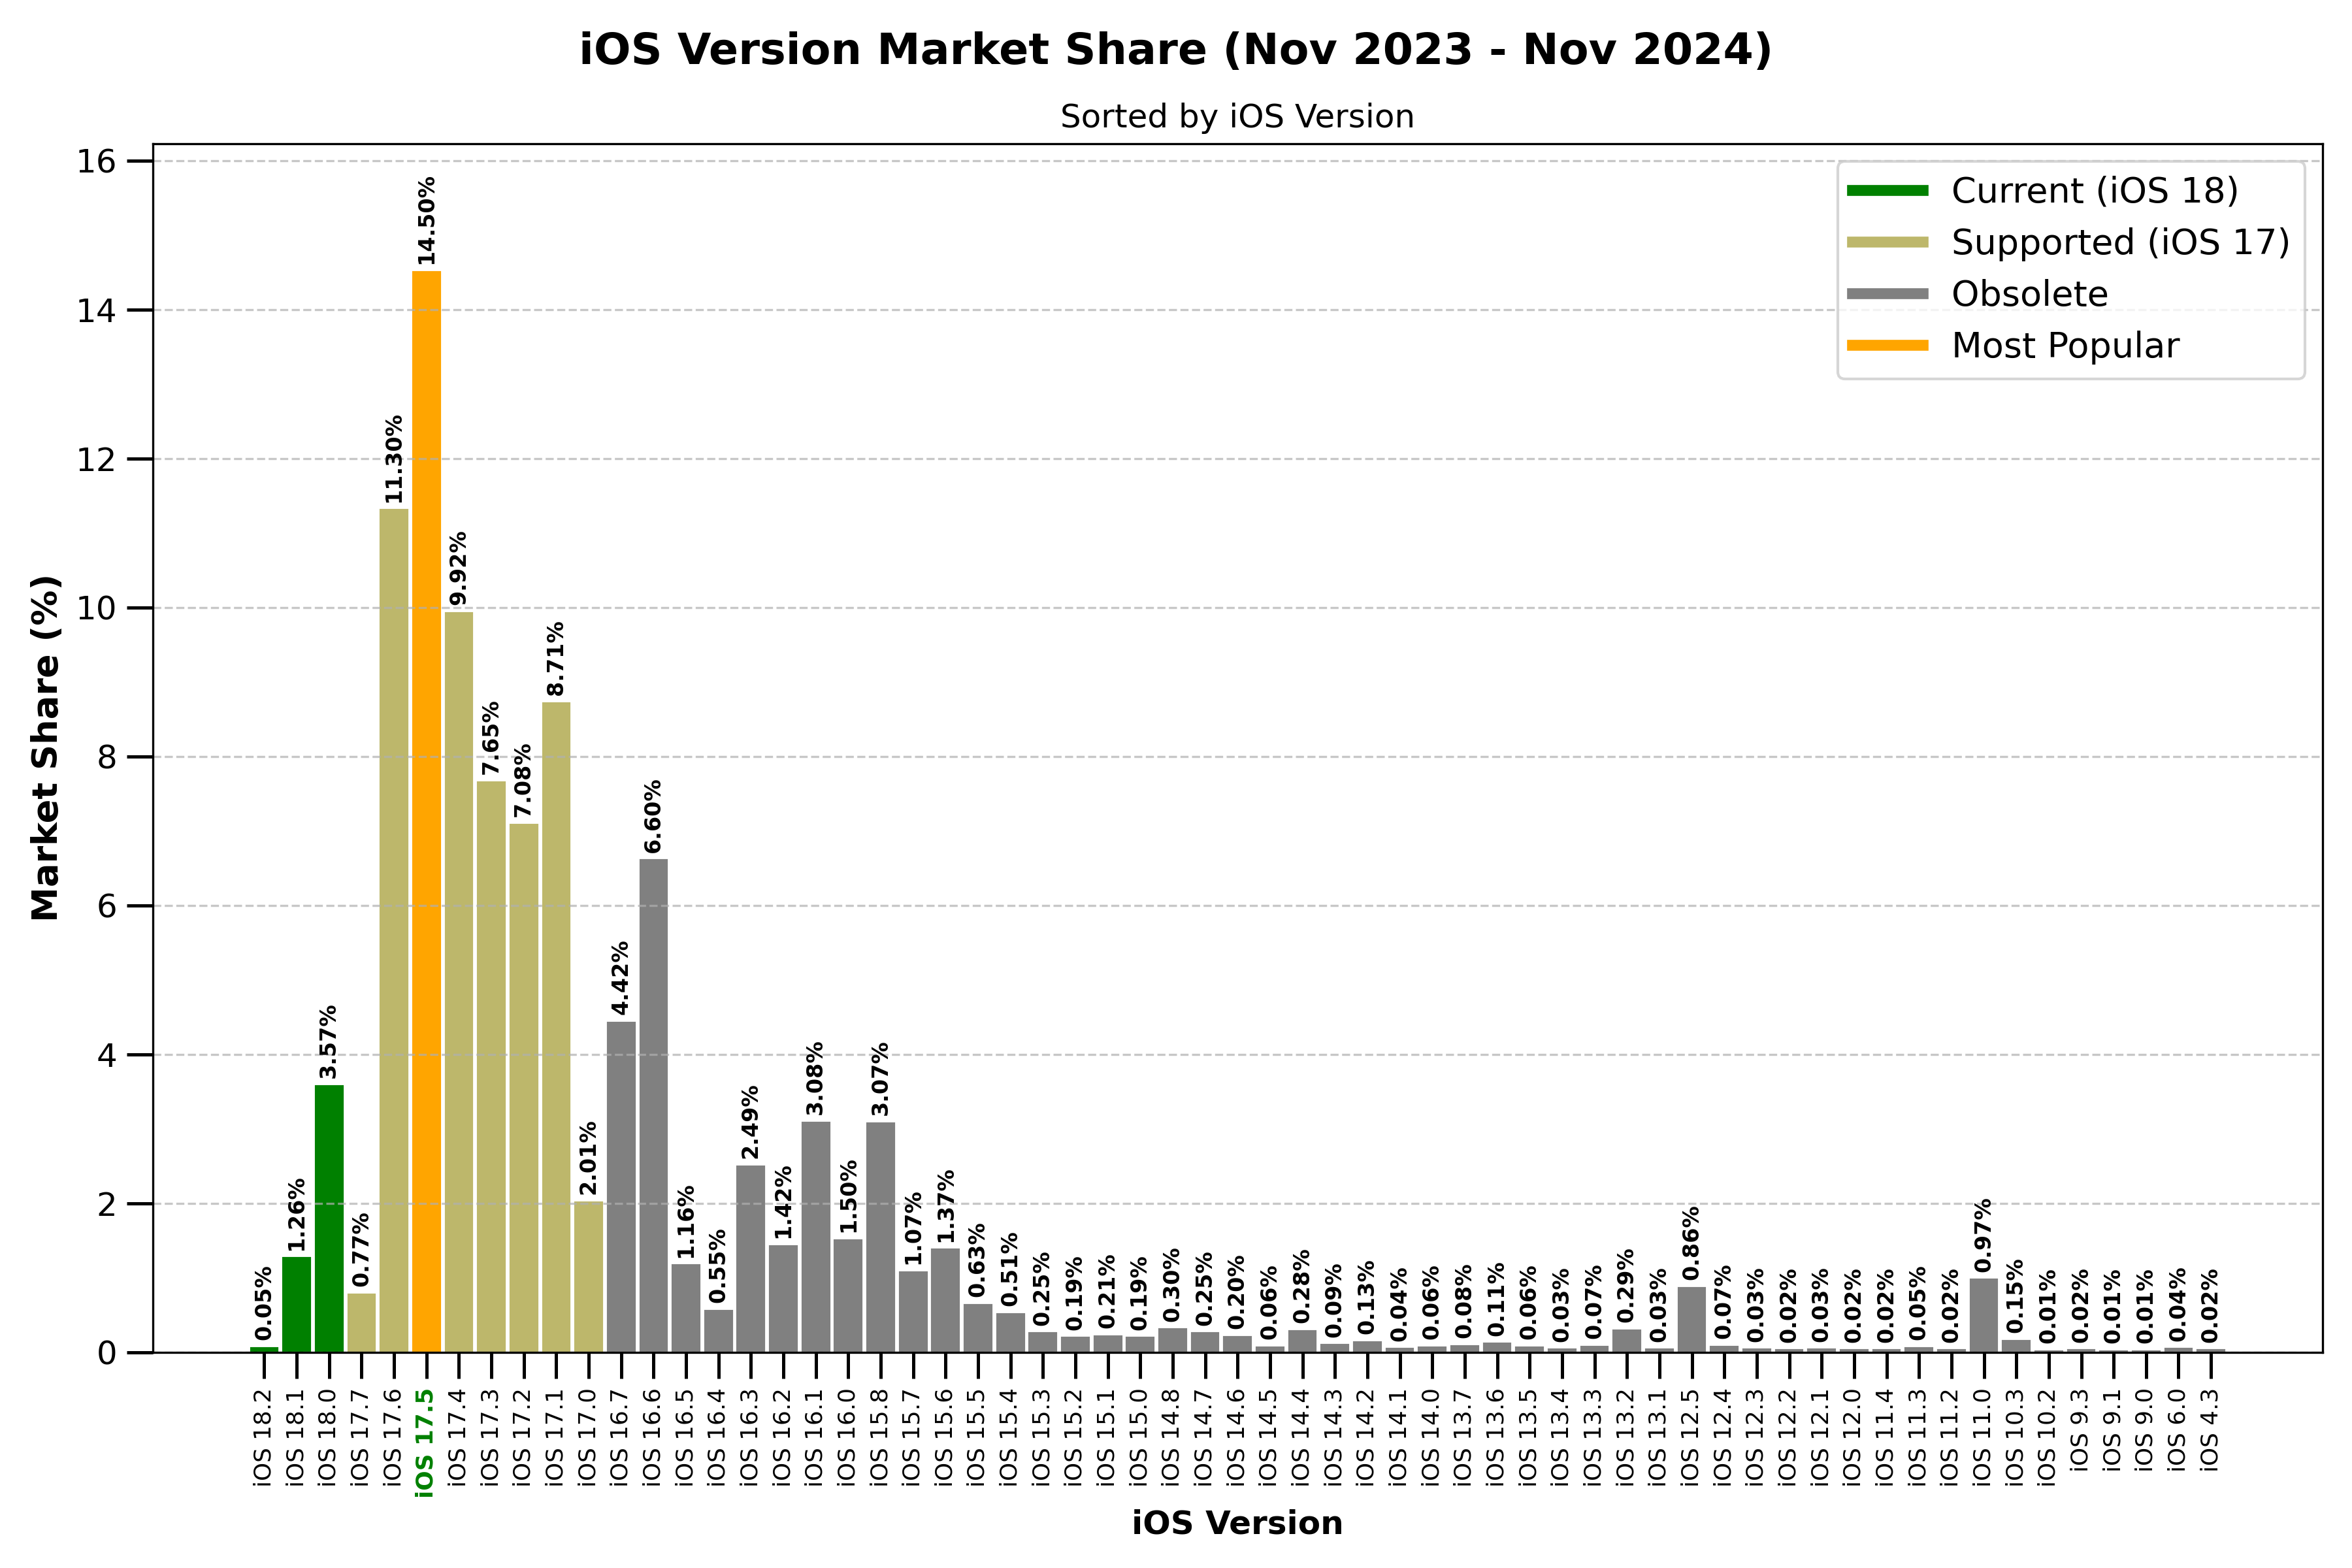 iOS Version Market Share (Nov 2023 - Nov 2024)
Sorted by iOS Version
Market Share (%)
16
14
12
10
8
6
4
2
0
Current (iOS 18)
Supported (iOS 17)
Obsolete
Most Popular
0.05%
1.26%
3.57%
0.77%
11.30%
14.50%
9.92%
7.65%
7.08%
8.71%
2.01%
4.42%
6.60%
1.16%
0.55%
2.49%
1.42%
3.08%
1.50%
3.07%
1.07%
1.37%
0.63%
0.51%
0.25%
0.19%
0.21%
0.19%
0.30%
0.25%
0.20%
0.06%
0.28%
0.09%
0.13%
0.04%
0.06%
0.08%
0.11%
0.06%
0.03%
0.07%
0.29%
0.03%
0.86%
0.07%
0.03%
0.02%
0.03%
0.02%
0.02%
0.05%
0.02%
0.97%
0.15%
0.01%
0.02%
0.01%
0.01%
0.04%
0.02%
iOS 18.2
iOS 18.1
iOS 18.0
iOS 17.7
iOS 17.6
iOS 17.5
iOS 17.4
iOS 17.3
iOS 17.2
iOS 17.1
iOS 17.0
iOS 16.7
iOS 16.6
iOS 16.5
iOS 16.4
iOS 16.3
iOS 16.2
iOS 16.1
iOS 16.0
iOS 15.8
iOS 15.7
iOS 15.6
iOS 15.5
iOS 15.4
iOS 15.3
iOS 15.2
iOS 15.1
iOS 15.0
iOS 14.8
iOS 14.7
iOS 14.6
iOS 14.5
iOS 14.4
iOS 14.3
iOS 14.2
iOS 14.1
iOS 14.0
iOS 13.7
iOS 13.6
iOS 13.5
iOS 13.4
iOS 13.3
iOS 13.2
iOS 13.1
iOS 12.5
iOS 12.4
iOS 12.3
iOS 12.2
iOS 12.1
iOS 12.0
iOS 11.4
iOS 11.3
iOS 11.2
iOS 11.0
iOS 10.3
iOS 10.2
iOS 9.3
iOS 9.1
iOS 9.0
iOS 6.0
iOS 4.3
iOS Version